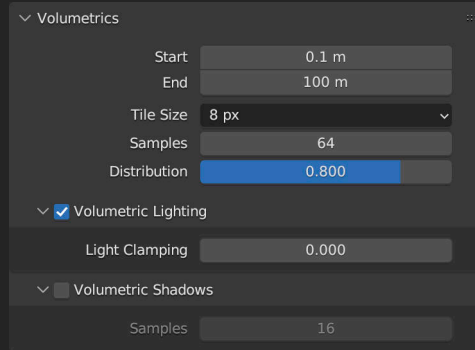 Volumetrics
Start 0.1 m
End 100 m
Tile Size 8 px
Samples 64
Distribution 0.800
Volumetric Lighting
Light Clamping 0.000
Volumetric Shadows
Samples 16